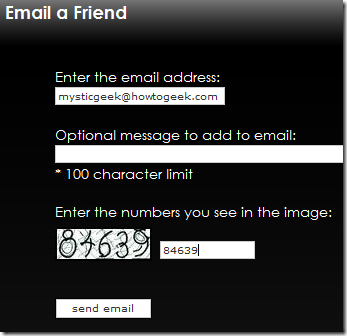 Email a Friend
Enter the email address:
mysticgeek@howtogeek.com
Optional message to add to email:
* 100 character limit
Enter the numbers you see in the image:
84639 84639
send email